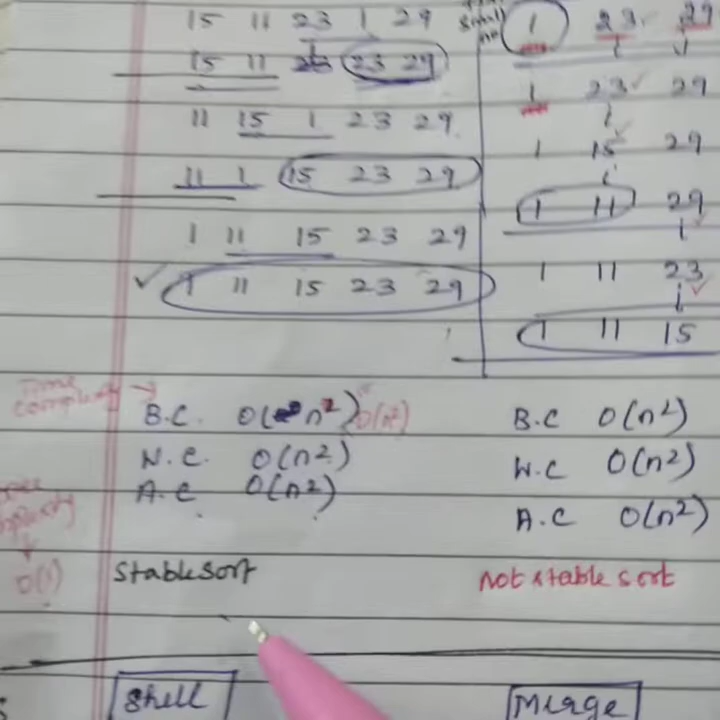 15 11 23 1 29
15 11 23 29
11 15 1 23 29
11 1 15 23 29
1 11 15 23 29
1 11 15 23 29
Time complexity
B.C. O(n²) O(n²)
W.C. O(n²)
A.C O(n²)
O(1)
Stable sort
Shell
small no
1 23 29
1 23 29
1 15 29
1 11 29
1 11 23
1 11 15
B.C O(n²)
W.C O(n²)
A.C O(n²)
Not stable sort
Merge